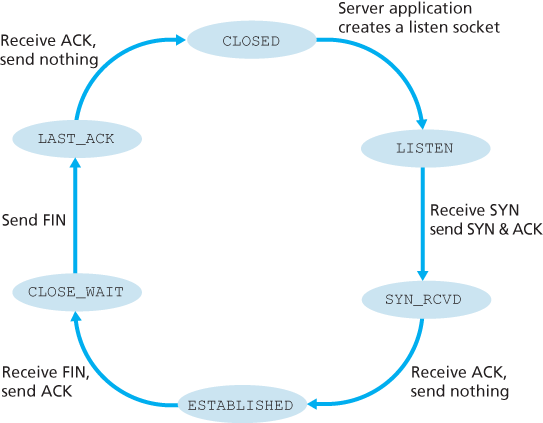 Server application
creates a listen socket
Receive ACK,
send nothing
CLOSED
LAST_ACK
LISTEN
Send FIN
Receive SYN
send SYN & ACK
CLOSE_WAIT
SYN_RCVD
Receive FIN,
send ACK
Receive ACK,
send nothing
ESTABLISHED